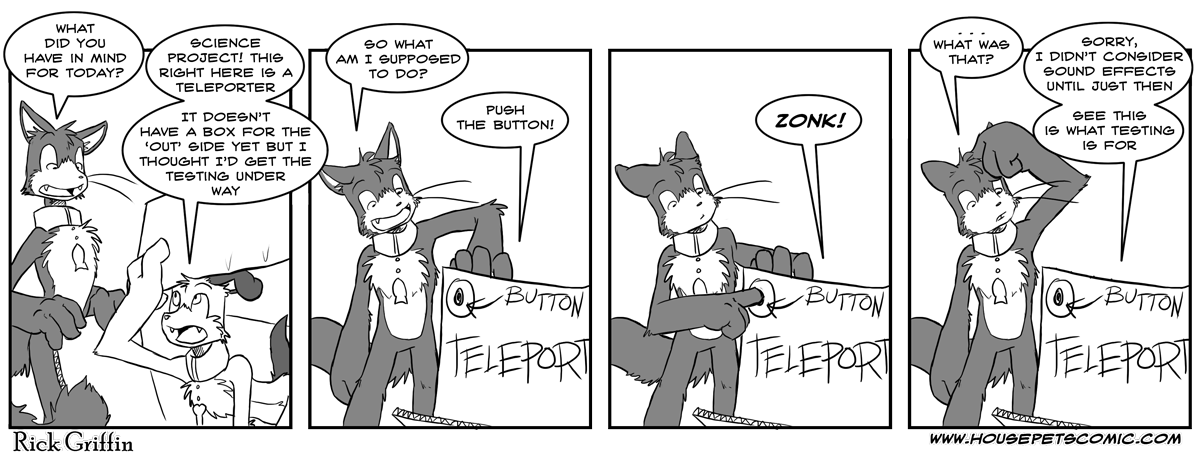 WHAT
DID YOU
HAVE IN MIND
FOR TODAY?
SCIENCE
PROJECT! THIS
RIGHT HERE IS A
TELEPORTER
IT DOESN'T
HAVE A BOX FOR THE
'OUT' SIDE YET BUT I
THOUGHT I'D GET THE
TESTING UNDER
WAY
SO WHAT
AM I SUPPOSED
TO DO?
PUSH
THE BUTTON!
BUTTON
TELEPORT
ZONK!
BUTTON
TELEPORT
...
WHAT WAS
THAT?
SORRY,
I DIDN'T CONSIDER
SOUND EFFECTS
UNTIL JUST THEN
SEE THIS
IS WHAT TESTING
IS FOR
BUTTON
TELEPORT
Rick Griffin
WWW.HOUSEPETSCOMIC.COM